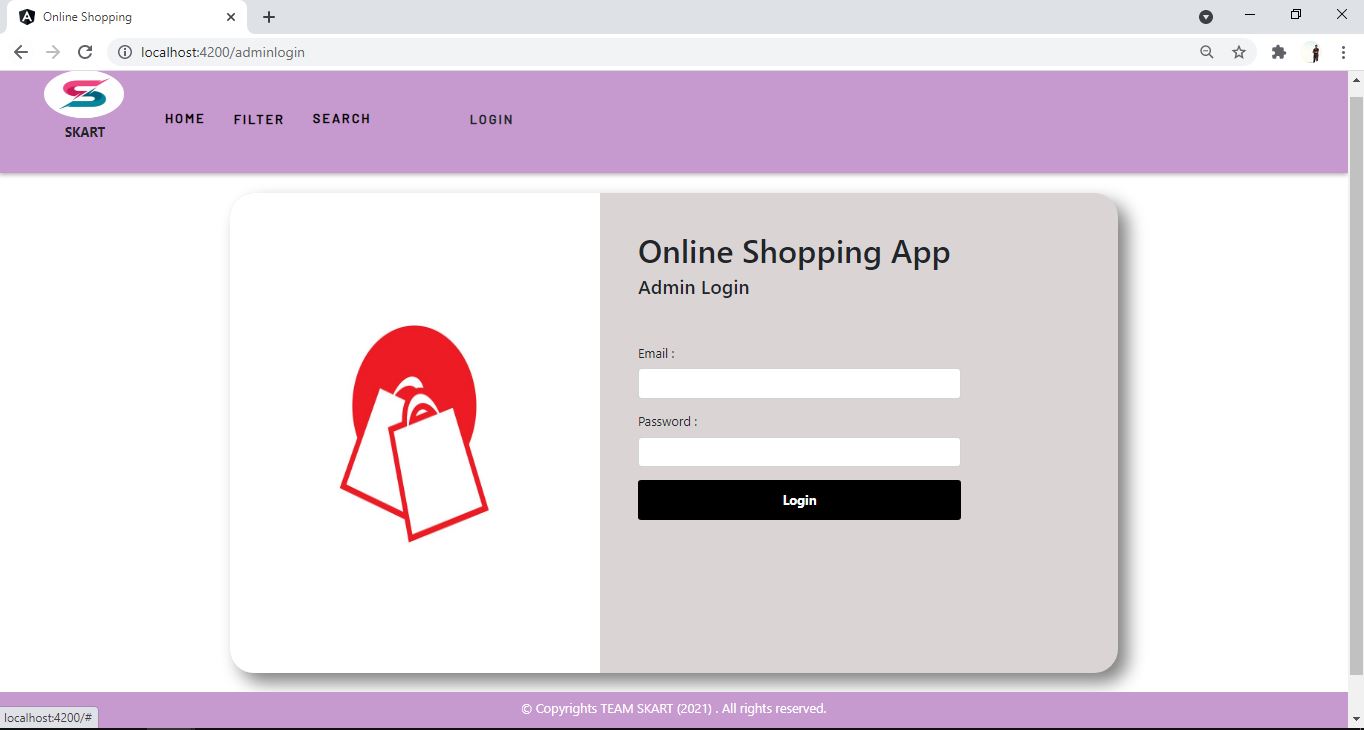 Online Shopping
localhost:4200/adminlogin
SKART
HOME
FILTER
SEARCH
LOGIN
Online Shopping App
Admin Login
Email :
Password :
Login
© Copyrights TEAM SKART (2021) . All rights reserved.
localhost:4200/#